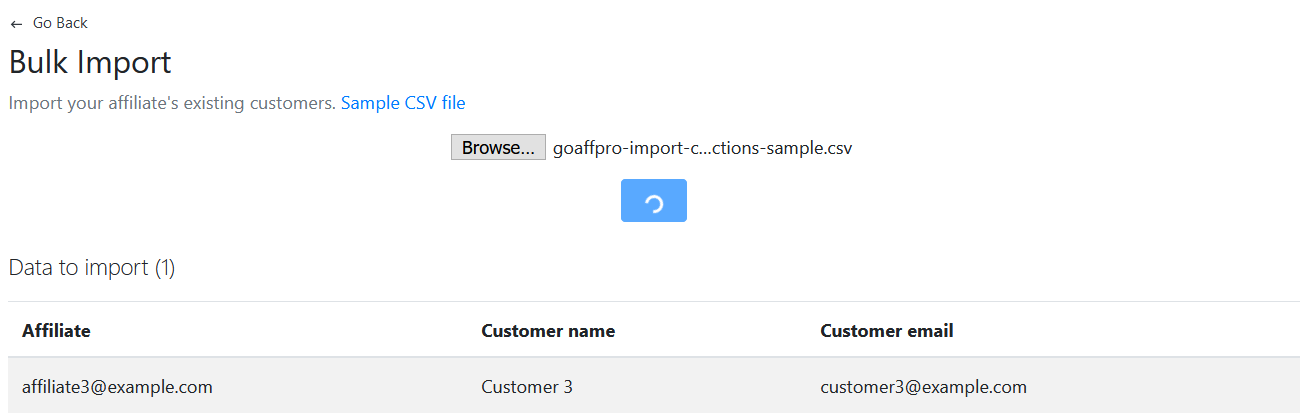 ← Go Back
Bulk Import
Import your affiliate's existing customers. Sample CSV file
Browse... goaffpro-import-c...ctions-sample.csv
Data to import (1)
Affiliate Customer name Customer email
affiliate3@example.com Customer 3 customer3@example.com